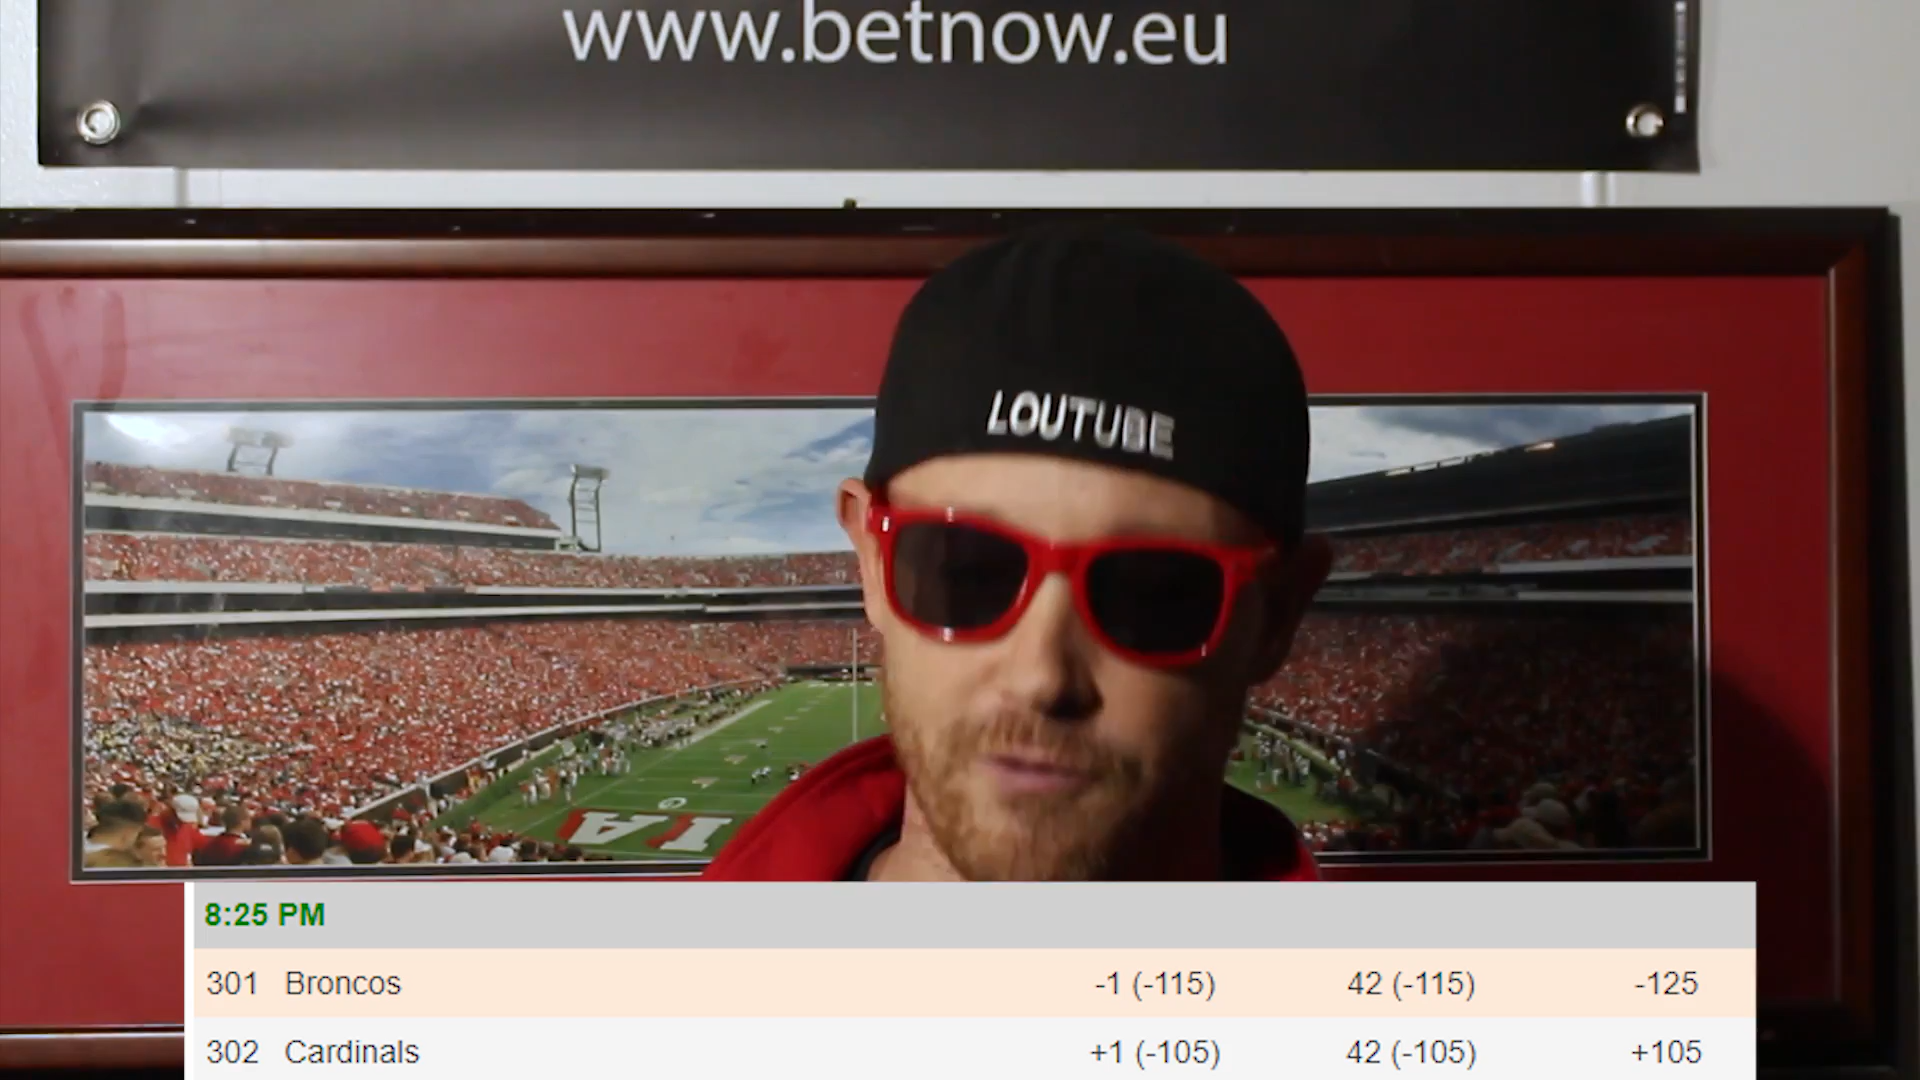 www.betnow.eu
LOUTUBE
IA
8:25 PM
301 Broncos -1 (-115) 42 (-115) -125
302 Cardinals +1 (-105) 42 (-105) +105